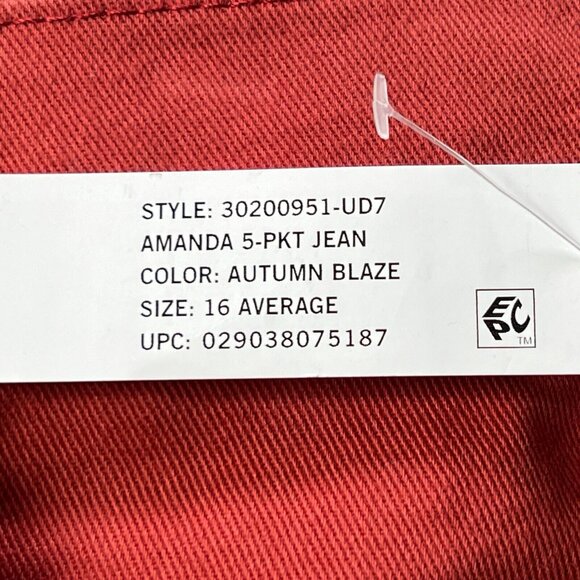 STYLE: 30200951-UD7
AMANDA 5-PKT JEAN
COLOR: AUTUMN BLAZE
SIZE: 16 AVERAGE
UPC: 029038075187
EPC
TM